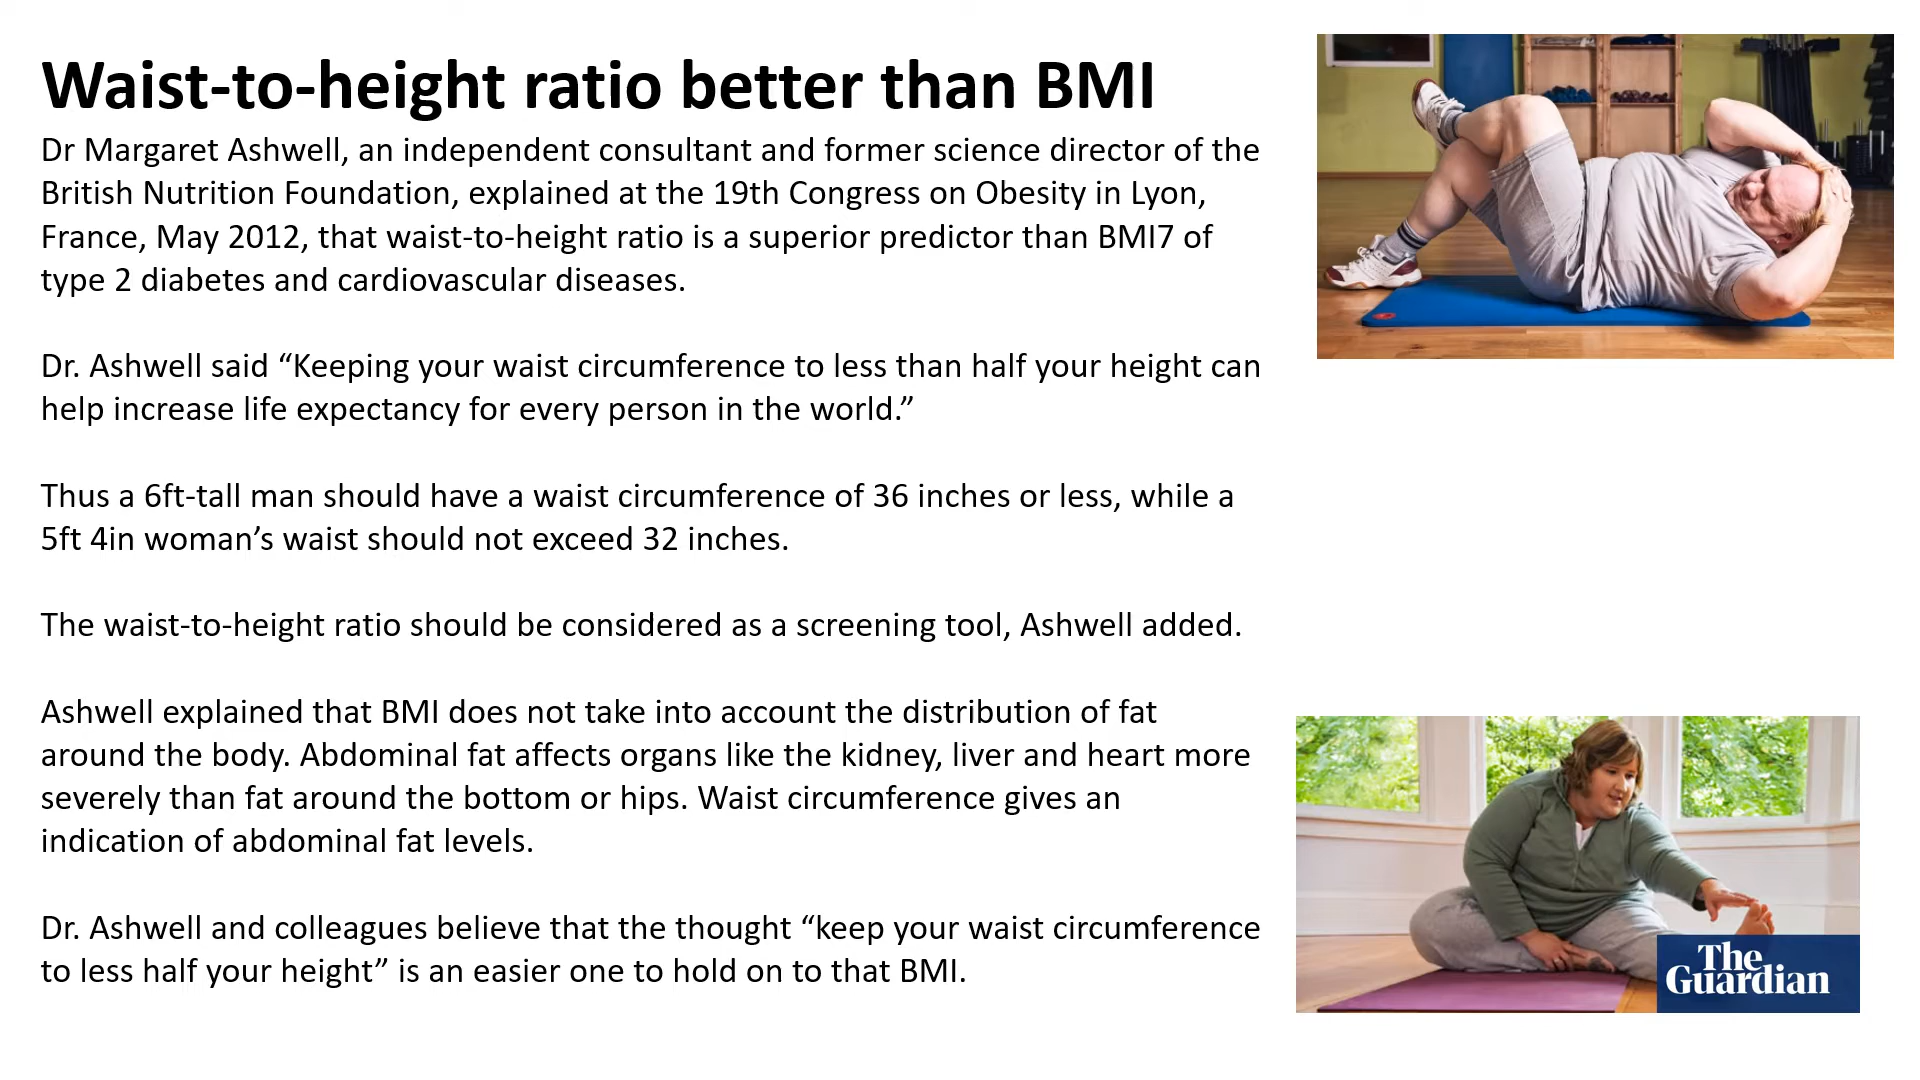 Waist-to-height ratio better than BMI
Dr Margaret Ashwell, an independent consultant and former science director of the
British Nutrition Foundation, explained at the 19th Congress on Obesity in Lyon,
France, May 2012, that waist-to-height ratio is a superior predictor than BMI7 of
type 2 diabetes and cardiovascular diseases.
Dr. Ashwell said “Keeping your waist circumference to less than half your height can
help increase life expectancy for every person in the world.”
Thus a 6ft-tall man should have a waist circumference of 36 inches or less, while a
5ft 4in woman’s waist should not exceed 32 inches.
The waist-to-height ratio should be considered as a screening tool, Ashwell added.
Ashwell explained that BMI does not take into account the distribution of fat
around the body. Abdominal fat affects organs like the kidney, liver and heart more
severely than fat around the bottom or hips. Waist circumference gives an
indication of abdominal fat levels.
Dr. Ashwell and colleagues believe that the thought “keep your waist circumference
to less half your height” is an easier one to hold on to that BMI.
The
Guardian